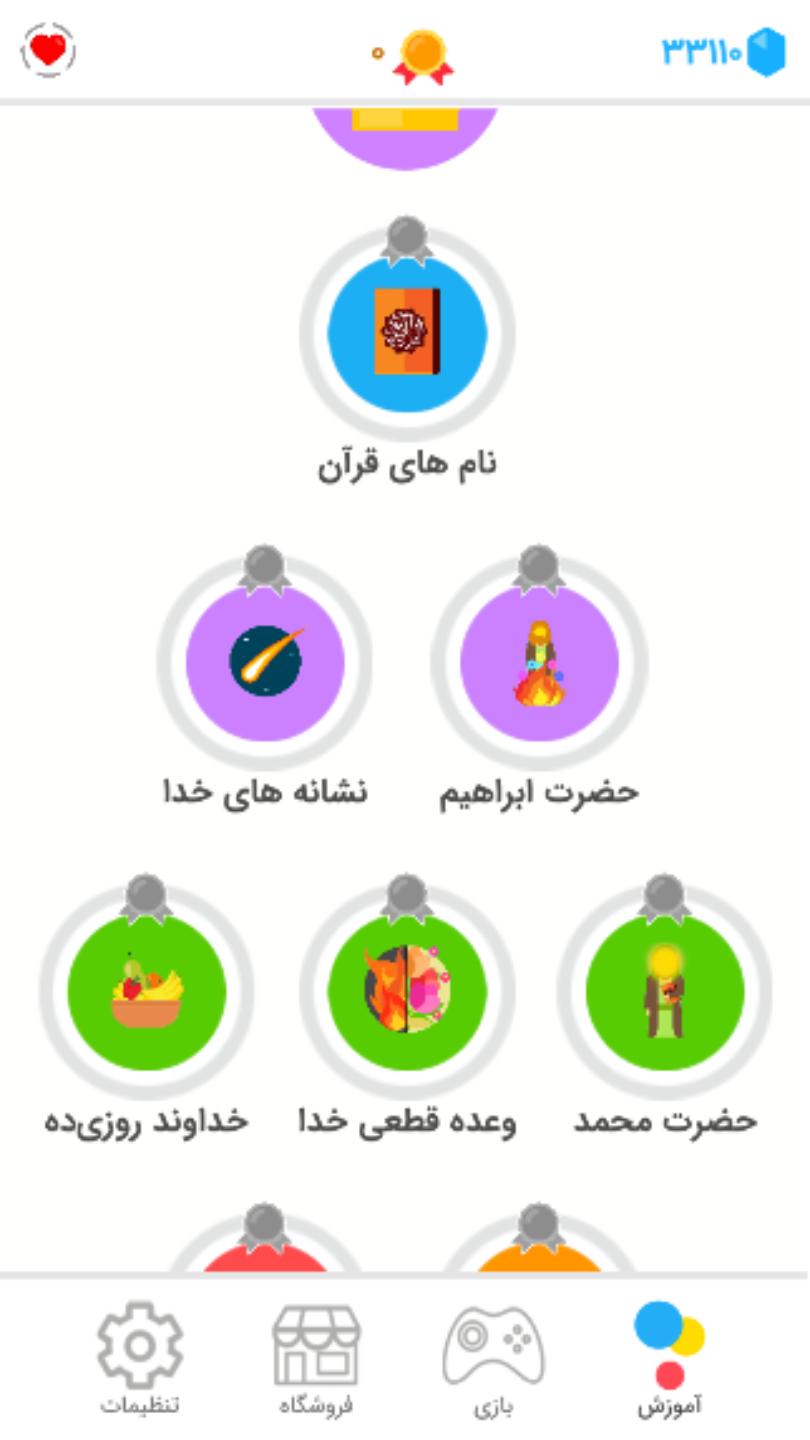 ۳۳۱۱۰ ۰
نام های قرآن
حضرت ابراهیم نشانه های خدا
حضرت محمد وعده قطعی خدا خداوند روزی‌ده
آموزش بازی فروشگاه تنظیمات